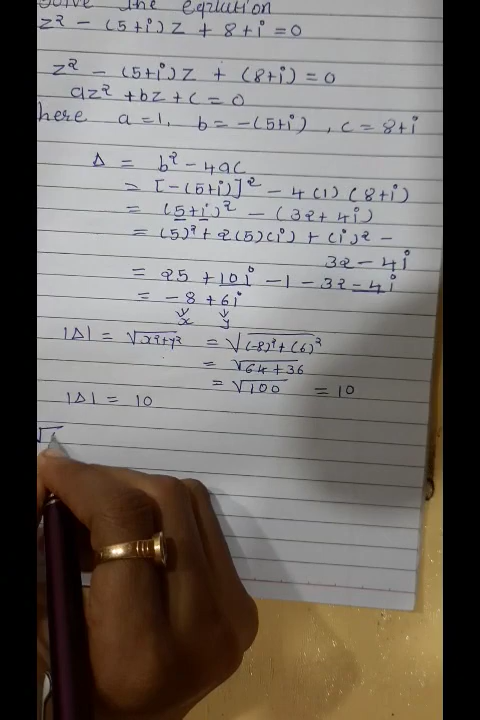 Solve the equation
z² - (5+i)z + 8+i = 0
z² - (5+i)z + (8+i) = 0
az² + bz + c = 0
here a = 1, b = -(5+i), c = 8+i
Δ = b² - 4ac
= [-(5+i)]² - 4(1)(8+i)
= (5+i)² - (32+4i)
= (5)² + 2(5)(i) + (i)² -
32 - 4i
= 25 + 10i - 1 - 32 - 4i
= -8 + 6i
x y
|Δ| = √x²+y² = √(-8)²+(6)²
= √64+36
= √100 = 10
|Δ| = 10